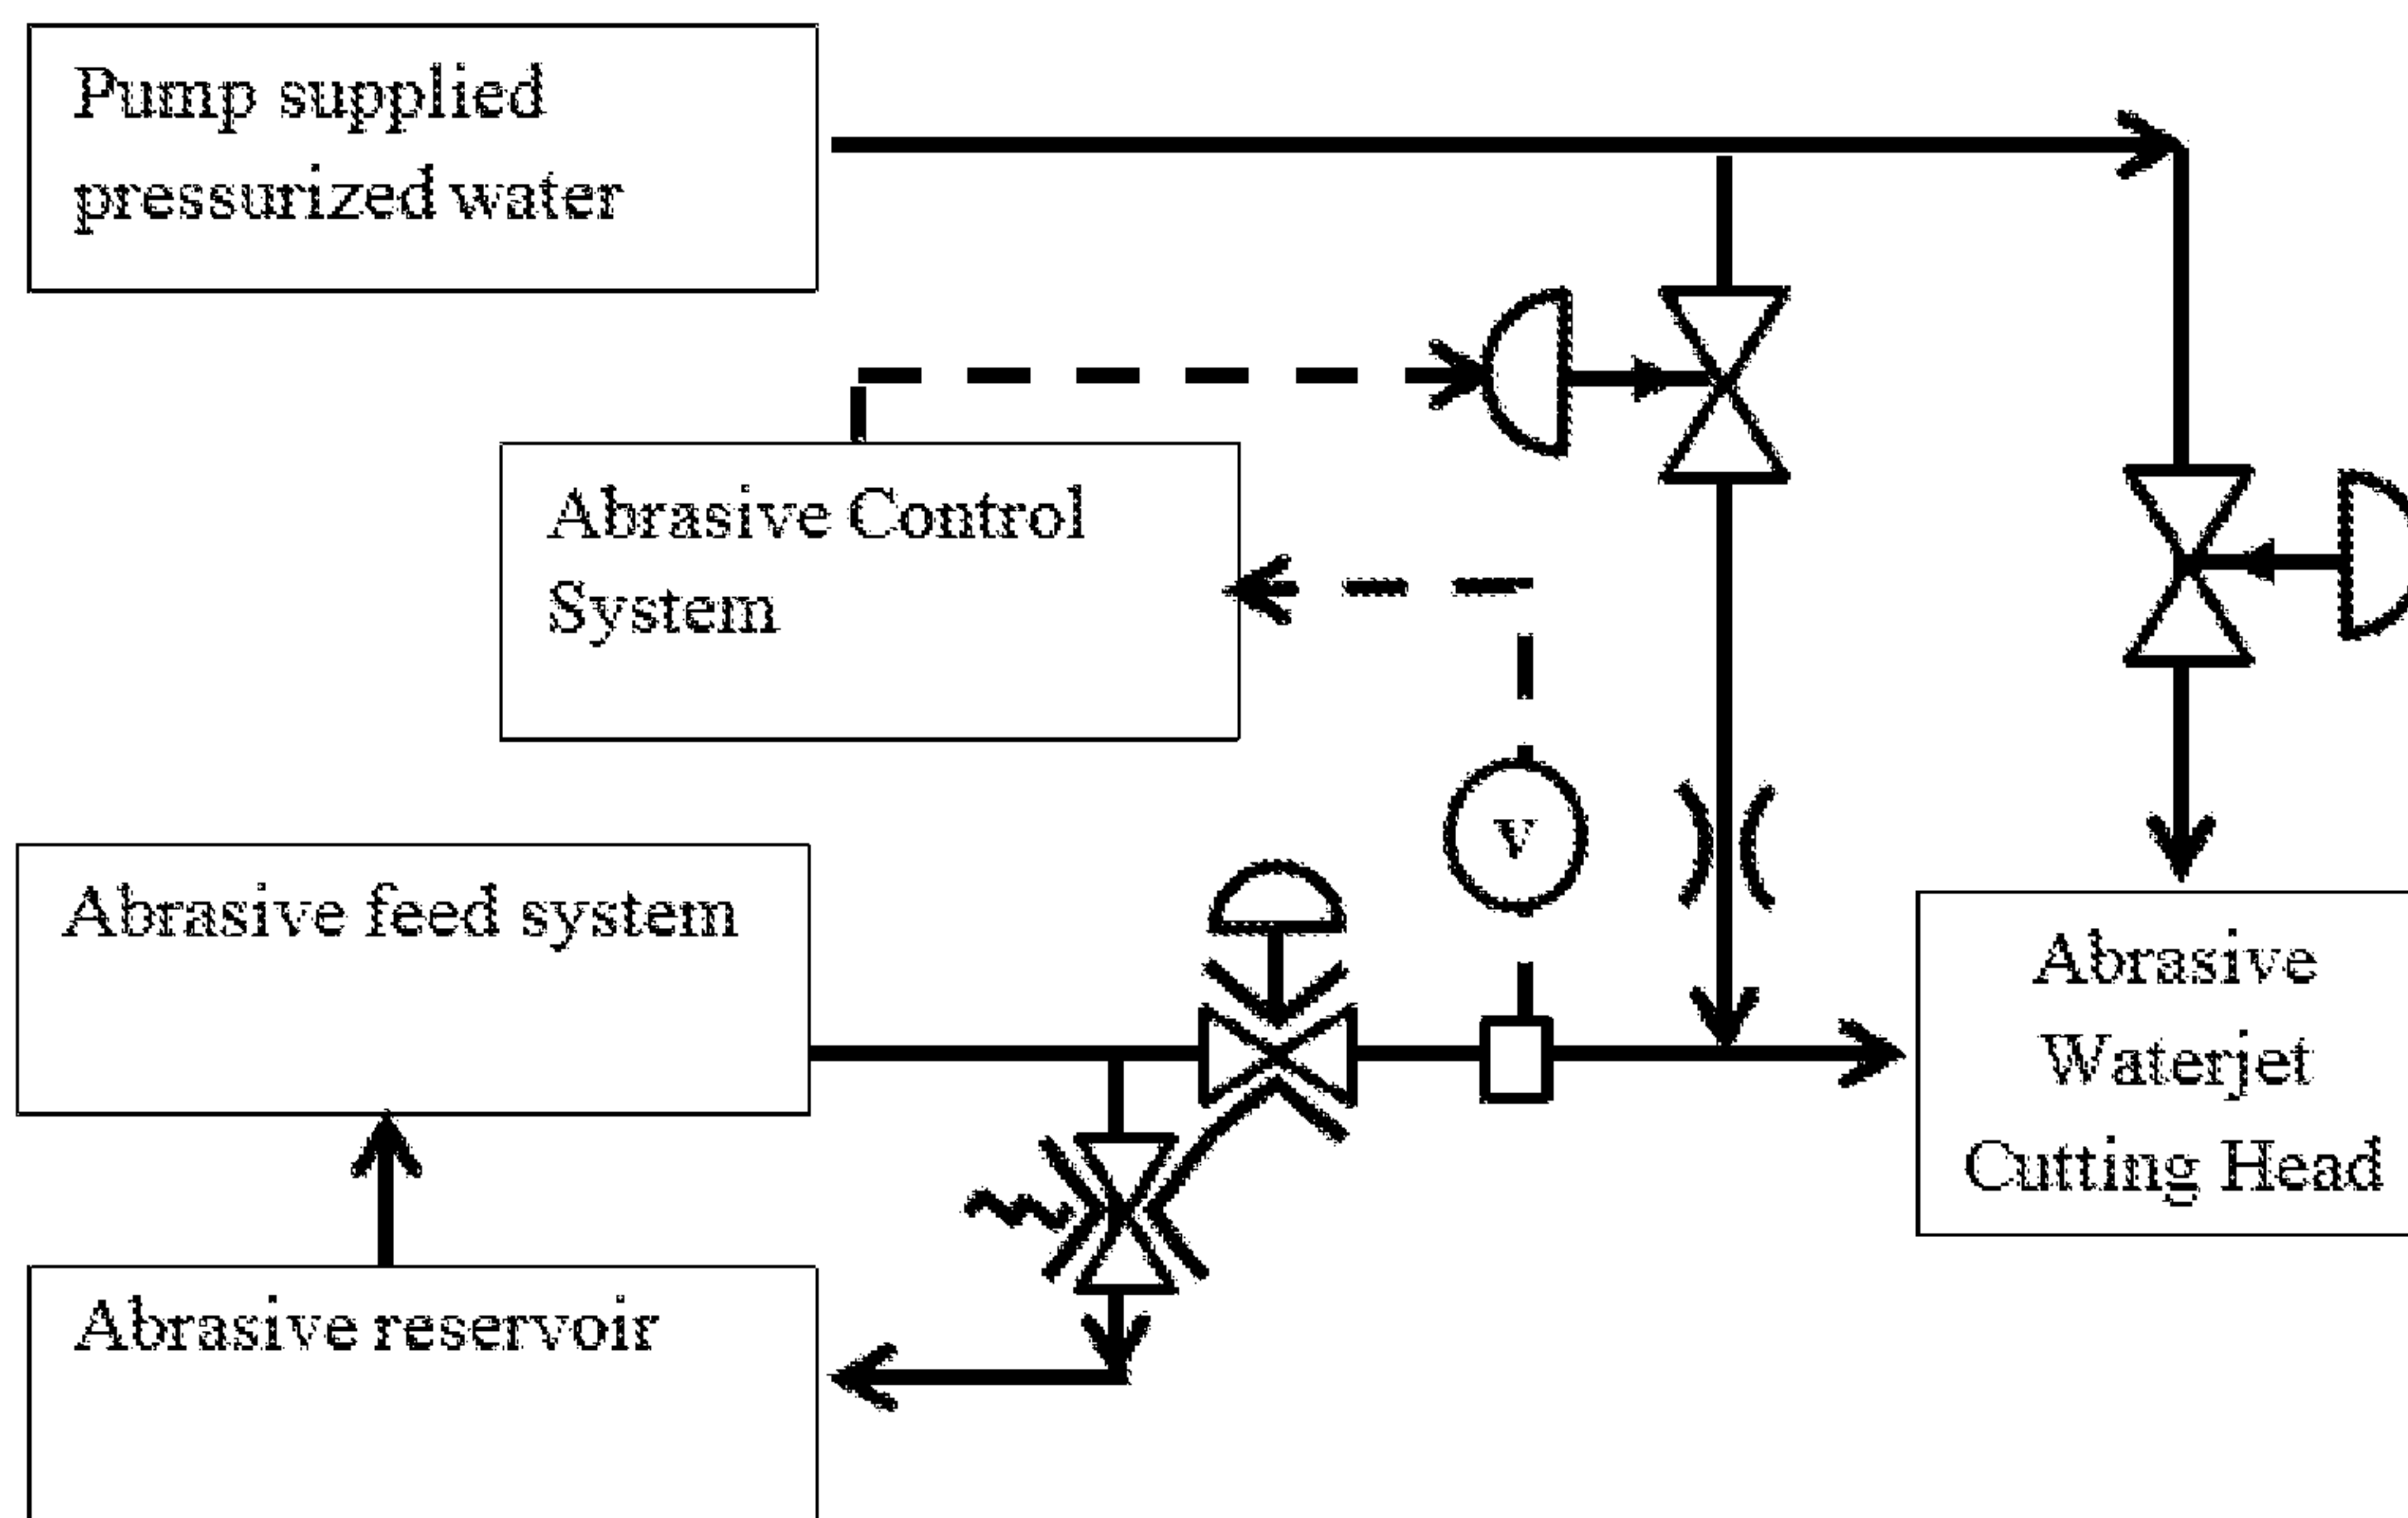 Pump supplied
pressurized water
Abrasive Control
System
v
Abrasive feed system
Abrasive
Waterjet
Cutting Head
Abrasive reservoir